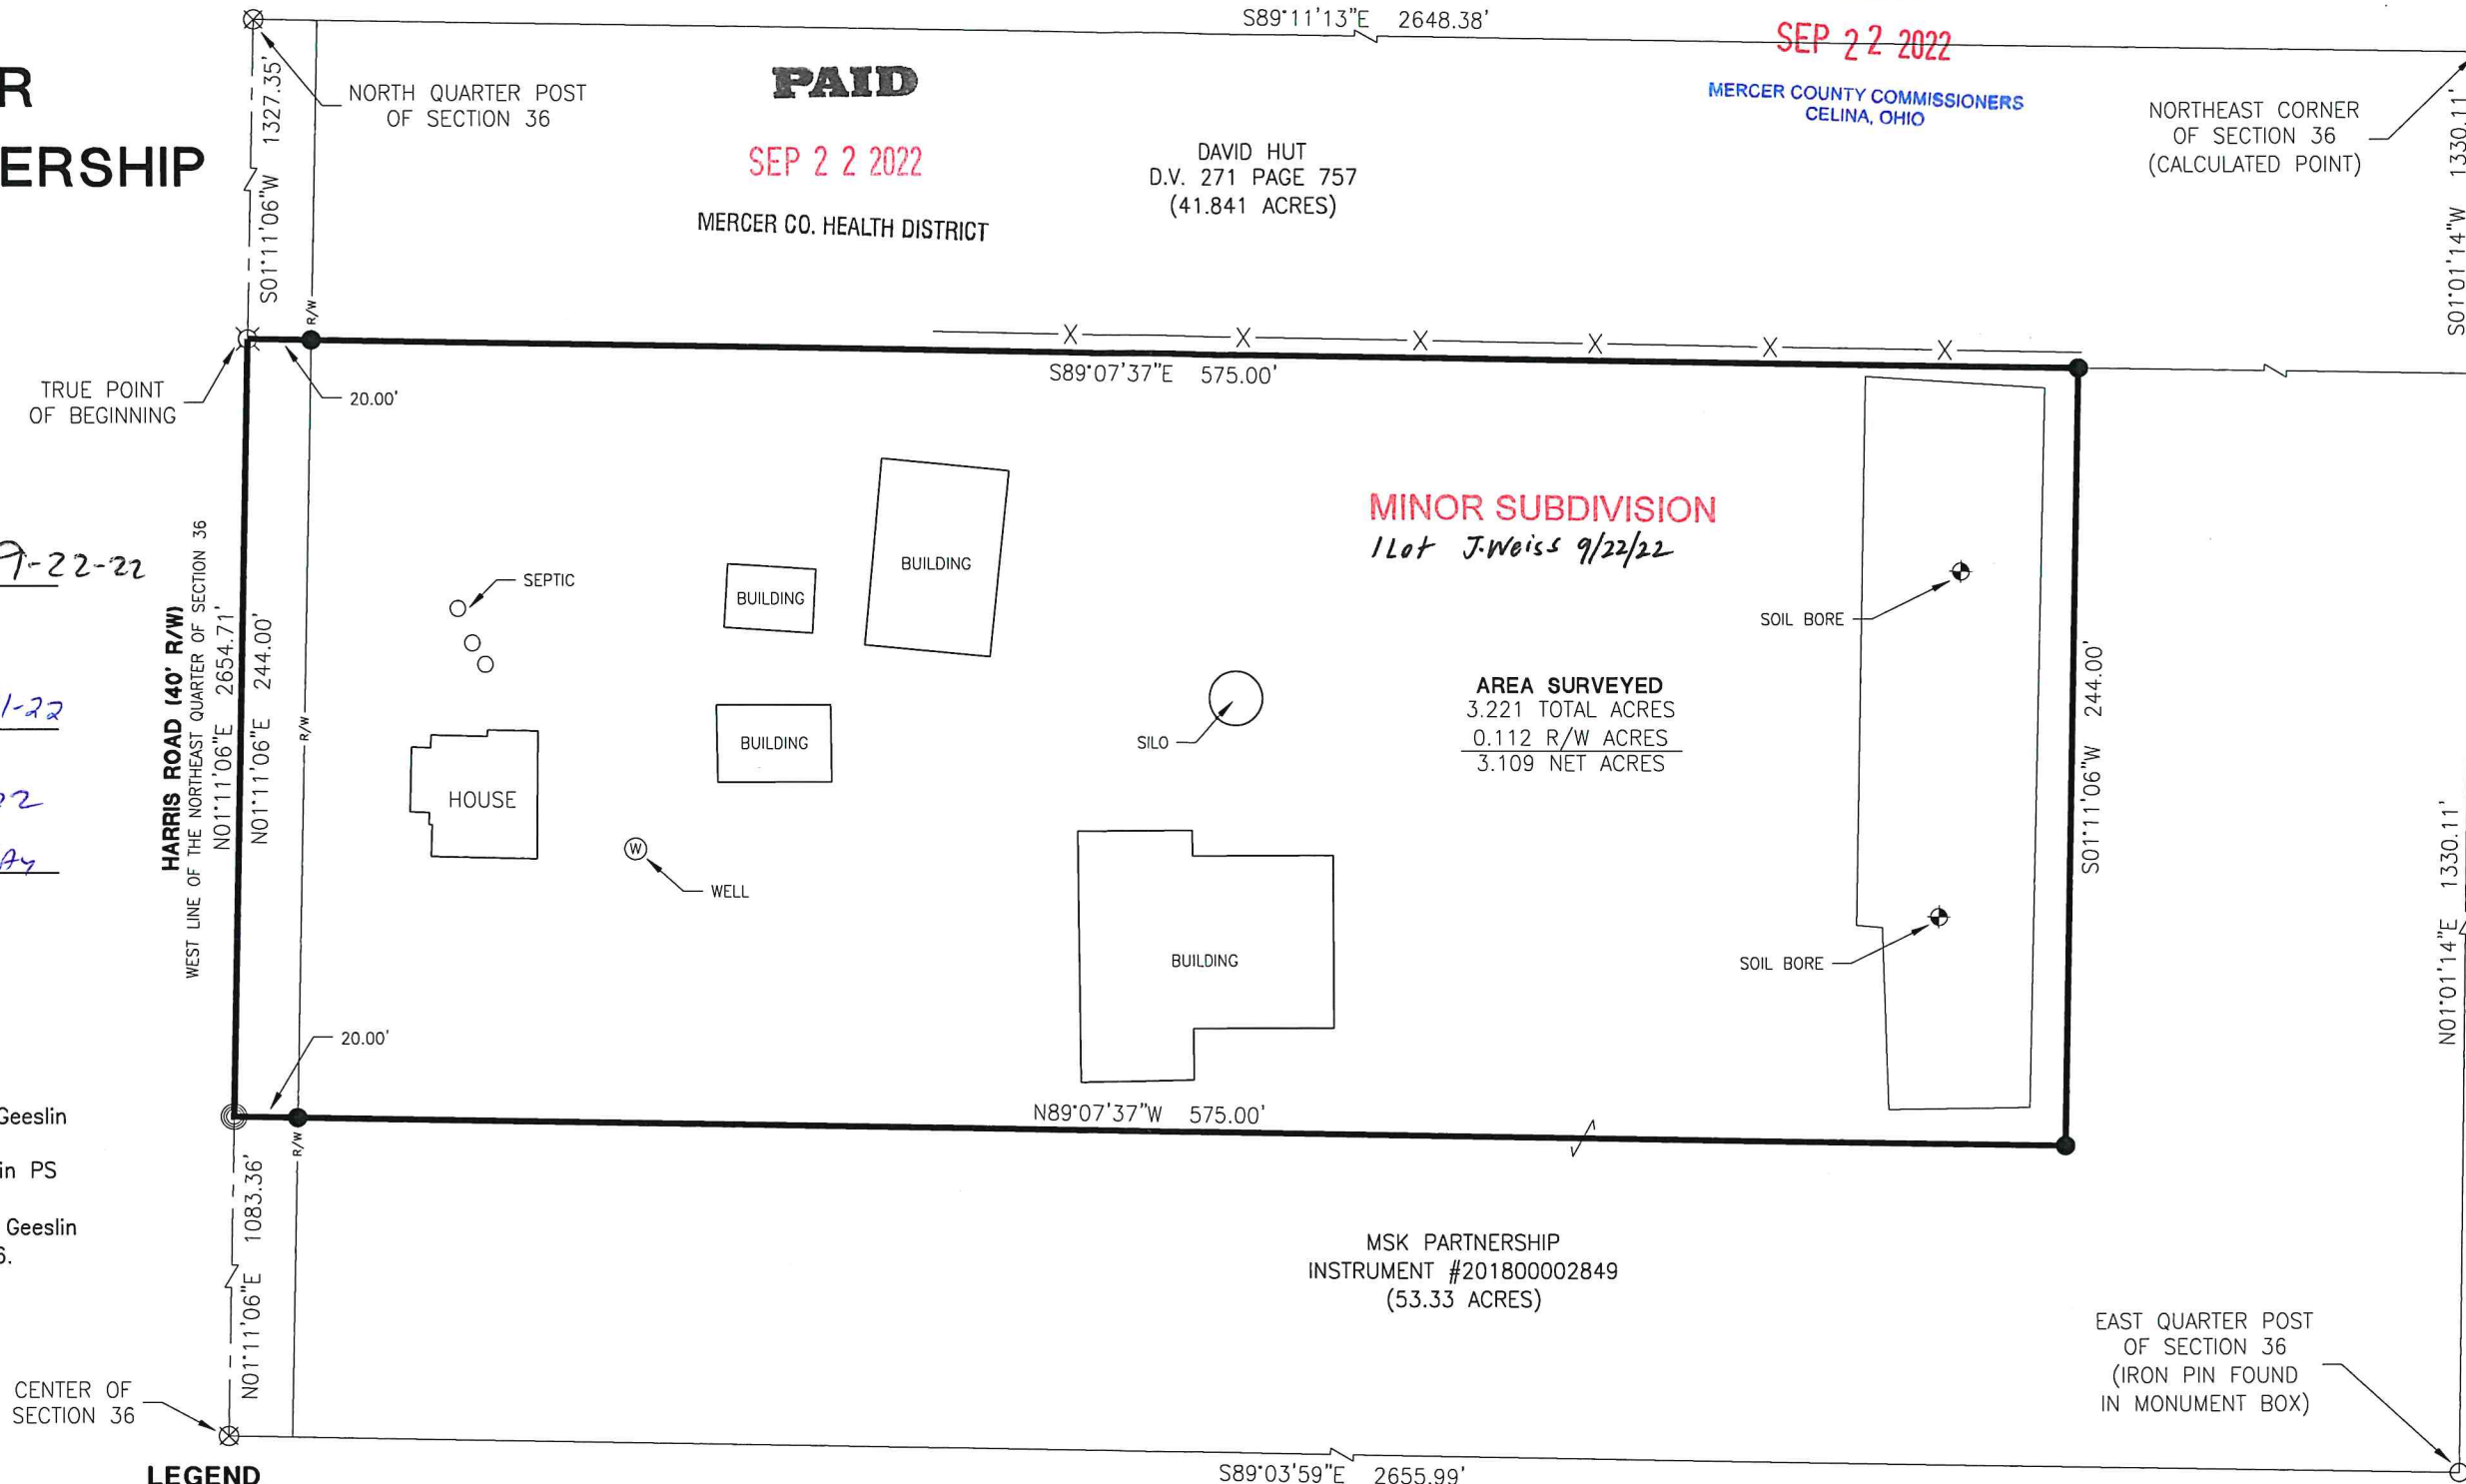 R
ERSHIP
S89°11'13"E 2648.38'
1327.35'
S01°11'06"W
NORTH QUARTER POST
OF SECTION 36
PAID
SEP 2 2 2022
MERCER CO. HEALTH DISTRICT
DAVID HUT
D.V. 271 PAGE 757
(41.841 ACRES)
SEP 2 2 2022
MERCER COUNTY COMMISSIONERS
CELINA, OHIO
NORTHEAST CORNER
OF SECTION 36
(CALCULATED POINT)
S01°01'14"W 1330.11'
R/W
X X X X X X
S89°07'37"E 575.00'
TRUE POINT
OF BEGINNING
20.00'
9-22-22
1-22
22
Ay
HARRIS ROAD (40' R/W)
WEST LINE OF THE NORTHEAST QUARTER OF SECTION 36
N01°11'06"E 2654.71'
N01°11'06"E 244.00'
R/W
SEPTIC
BUILDING
BUILDING
BUILDING
HOUSE
W
WELL
SILO
BUILDING
MINOR SUBDIVISION
1 Lot J.Weiss 9/22/22
AREA SURVEYED
3.221 TOTAL ACRES
0.112 R/W ACRES
3.109 NET ACRES
SOIL BORE
SOIL BORE
S01°11'06"W 244.00'
N01°01'14"E 1330.11'
20.00'
N89°07'37"W 575.00'
R/W
Geeslin
in PS
Geeslin
6.
N01°11'06"E 1083.36'
MSK PARTNERSHIP
INSTRUMENT #201800002849
(53.33 ACRES)
EAST QUARTER POST
OF SECTION 36
(IRON PIN FOUND
IN MONUMENT BOX)
CENTER OF
SECTION 36
LEGEND
S89°03'59"E 2655.99'